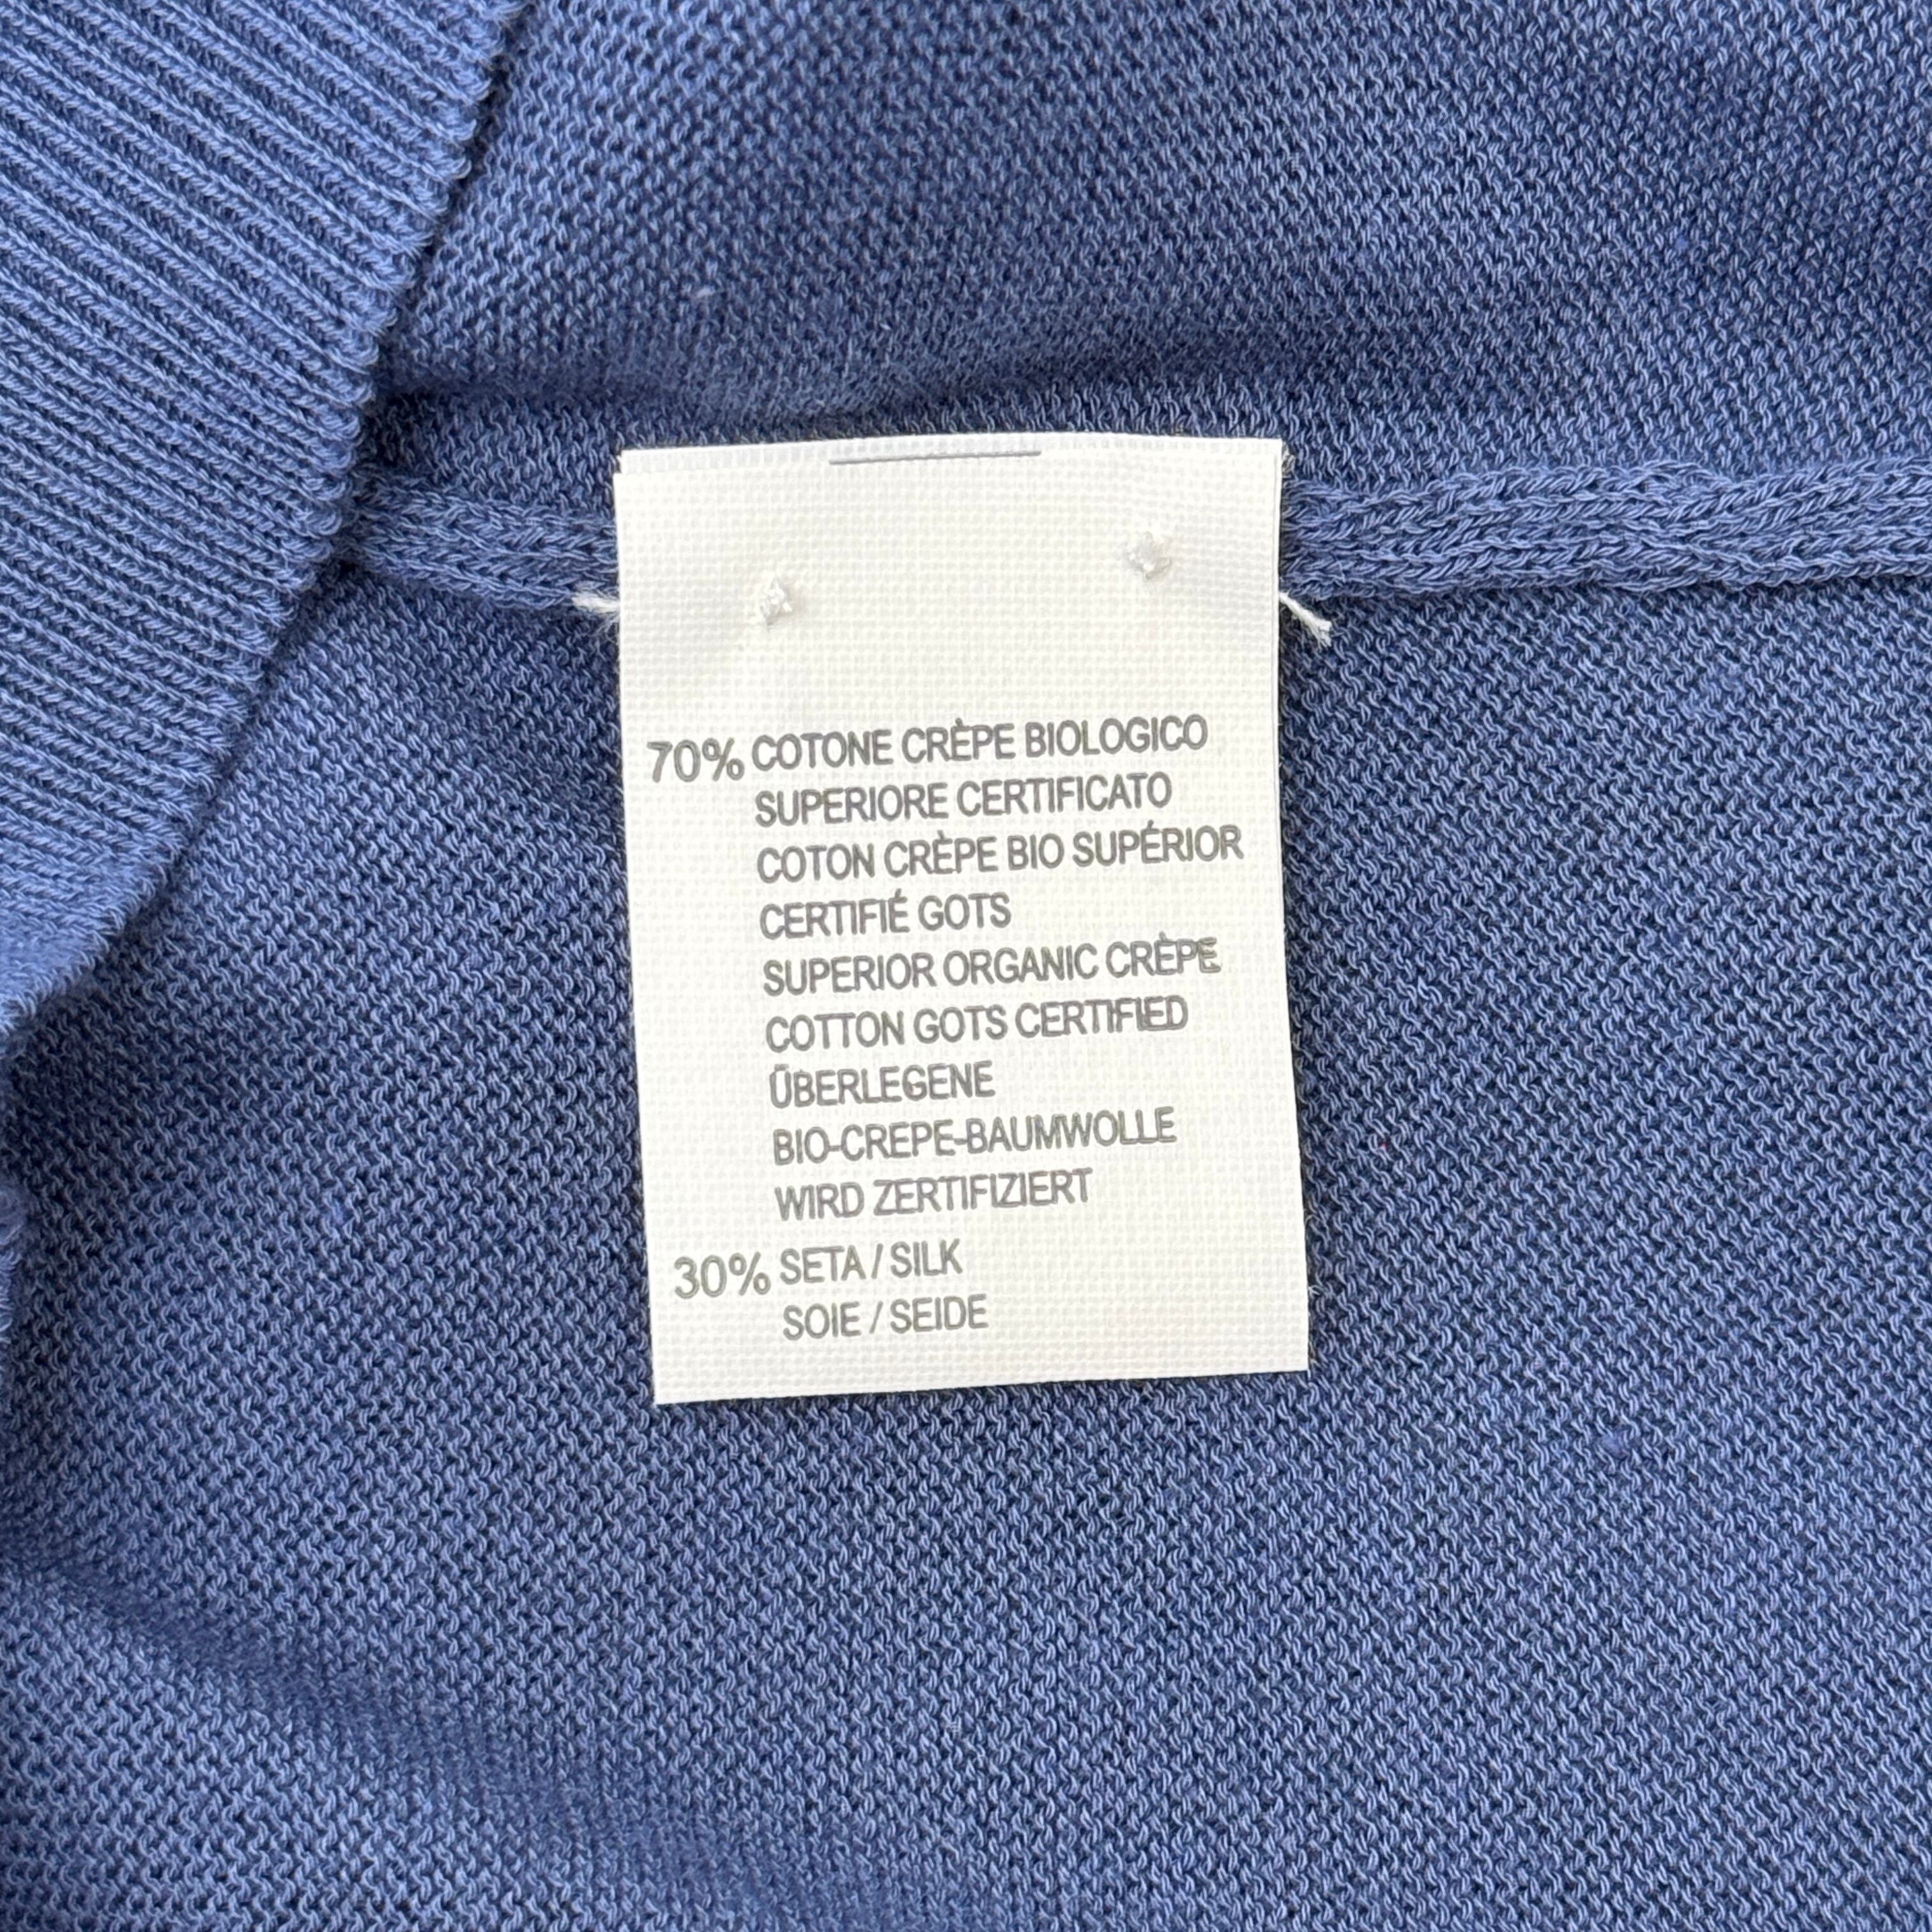 70% COTONE CRÈPE BIOLOGICO
SUPERIORE CERTIFICATO
COTON CRÈPE BIO SUPÉRIOR
CERTIFIÉ GOTS
SUPERIOR ORGANIC CRÈPE
COTTON GOTS CERTIFIED
ÜBERLEGENE
BIO-CREPE-BAUMWOLLE
WIRD ZERTIFIZIERT
30% SETA / SILK
SOIE / SEIDE